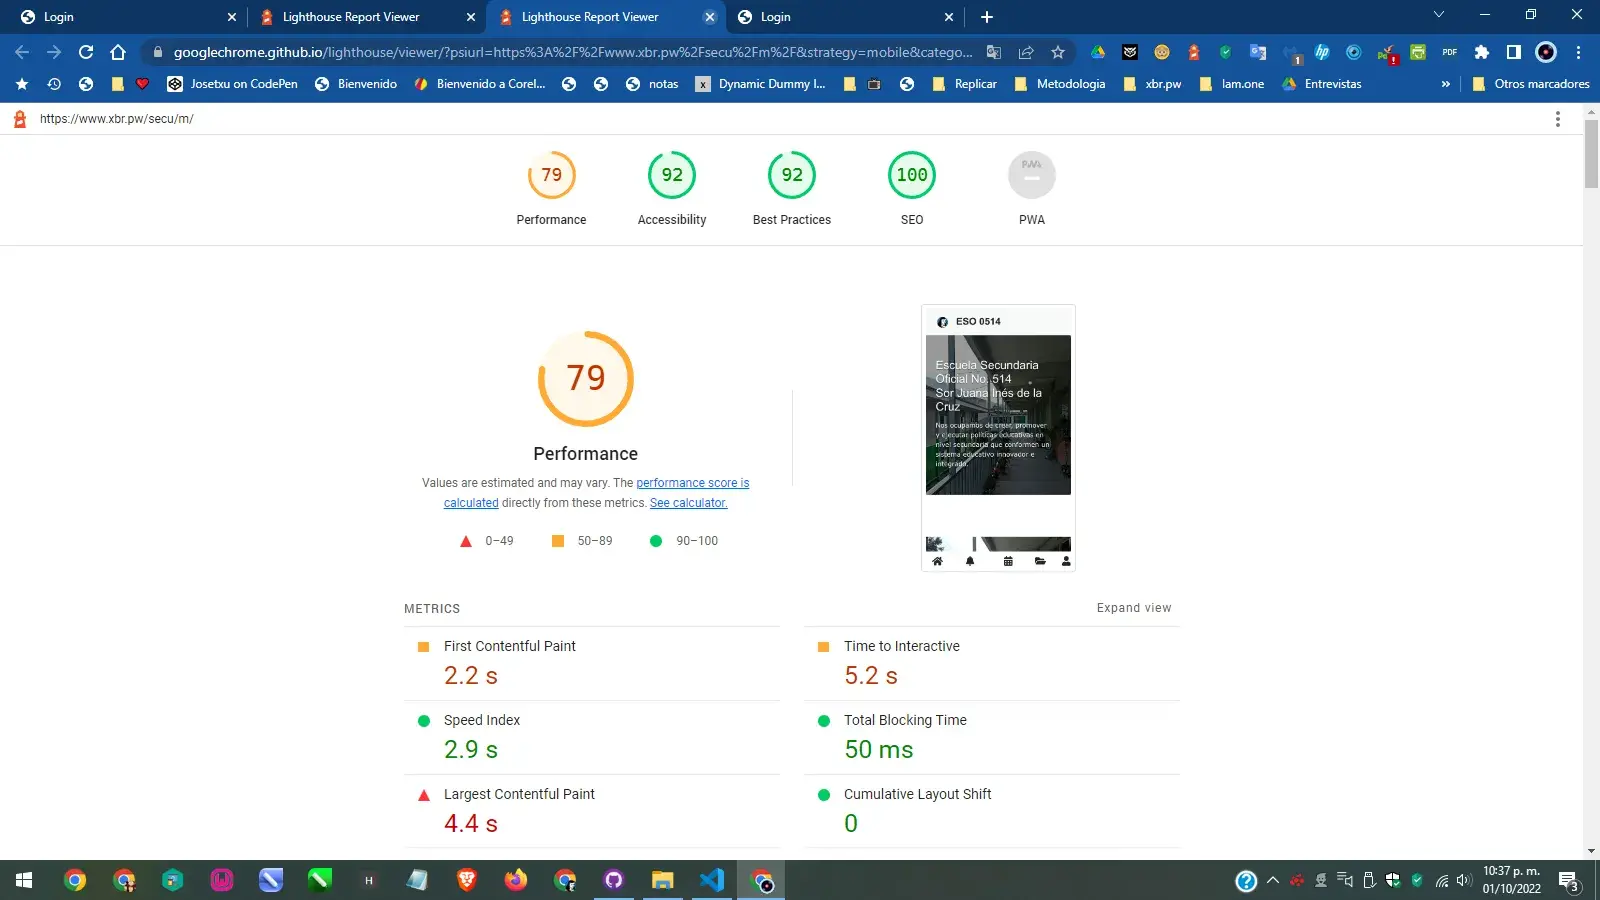 Login
Lighthouse Report Viewer
Lighthouse Report Viewer
Login
googlechrome.github.io/lighthouse/viewer/?psiurl=https%3A%2F%2Fwww.xbr.pw%2Fsecu%2Fm%2F&strategy=mobile&catego...
1
PDF
Josetxu on CodePen
Bienvenido
Bienvenido a Corel...
notas
x
Dynamic Dummy I...
Replicar
Metodologia
xbr.pw
Iam.one
Entrevistas
»
Otros marcadores
https://www.xbr.pw/secu/m/
79
92
92
100
PWA
Performance
Accessibility
Best Practices
SEO
PWA
79
Performance
Values are estimated and may vary. The performance score is
calculated directly from these metrics. See calculator.
0–49
50–89
90–100
ESO 0514
Escuela Secundaria
Oficial No. 514
Sor Juana Inés de la
Cruz
Nos ocupamos de crear, promover
y ejecutar políticas educativas en
nivel secundaria que conformen un
sistema educativo innovador e
integrado.
METRICS
Expand view
First Contentful Paint
2.2 s
Time to Interactive
5.2 s
Speed Index
2.9 s
Total Blocking Time
50 ms
Largest Contentful Paint
4.4 s
Cumulative Layout Shift
0
H
10:37 p. m.
01/10/2022
3